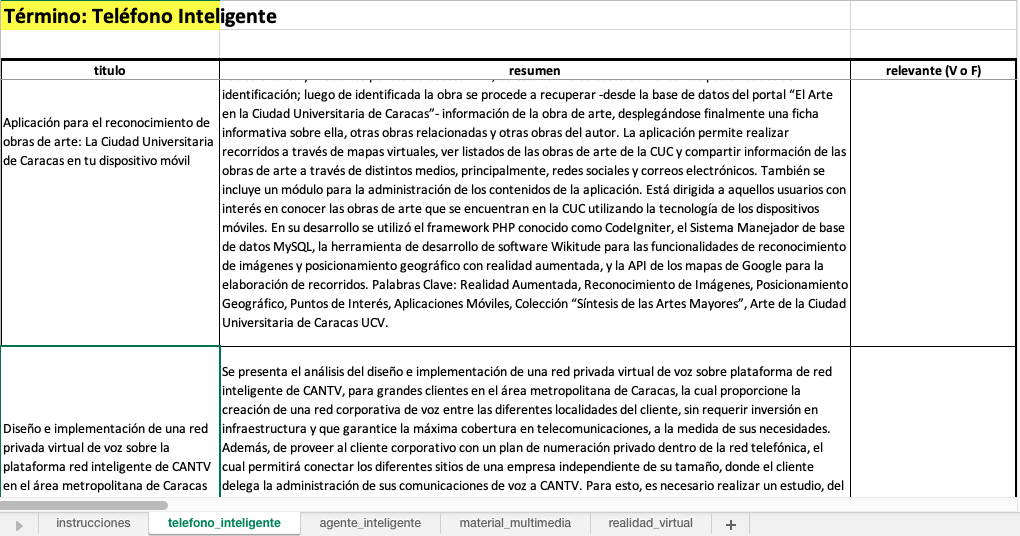 Término: Teléfono Inteligente
titulo
resumen
relevante (V o F)
Aplicación para el reconocimiento de
obras de arte: La Ciudad Universitaria
de Caracas en tu dispositivo móvil
identificación; luego de identificada la obra se procede a recuperar -desde la base de datos del portal “El Arte
en la Ciudad Universitaria de Caracas”- información de la obra de arte, desplegándose finalmente una ficha
informativa sobre ella, otras obras relacionadas y otras obras del autor. La aplicación permite realizar
recorridos a través de mapas virtuales, ver listados de las obras de arte de la CUC y compartir información de las
obras de arte a través de distintos medios, principalmente, redes sociales y correos electrónicos. También se
incluye un módulo para la administración de los contenidos de la aplicación. Está dirigida a aquellos usuarios con
interés en conocer las obras de arte que se encuentran en la CUC utilizando la tecnología de los dispositivos
móviles. En su desarrollo se utilizó el framework PHP conocido como CodeIgniter, el Sistema Manejador de base
de datos MySQL, la herramienta de desarrollo de software Wikitude para las funcionalidades de reconocimiento
de imágenes y posicionamiento geográfico con realidad aumentada, y la API de los mapas de Google para la
elaboración de recorridos. Palabras Clave: Realidad Aumentada, Reconocimiento de Imágenes, Posicionamiento
Geográfico, Puntos de Interés, Aplicaciones Móviles, Colección “Síntesis de las Artes Mayores”, Arte de la Ciudad
Universitaria de Caracas UCV.
Diseño e implementación de una red
privada virtual de voz sobre la
plataforma red inteligente de CANTV
en el área metropolitana de Caracas
Se presenta el análisis del diseño e implementación de una red privada virtual de voz sobre plataforma de red
inteligente de CANTV, para grandes clientes en el área metropolitana de Caracas, la cual proporcione la
creación de una red corporativa de voz entre las diferentes localidades del cliente, sin requerir inversión en
infraestructura y que garantice la máxima cobertura en telecomunicaciones, a la medida de sus necesidades.
Además, de proveer al cliente corporativo con un plan de numeración privado dentro de la red telefónica, el
cual permitirá conectar los diferentes sitios de una empresa independiente de su tamaño, donde el cliente
delega la administración de sus comunicaciones de voz a CANTV. Para esto, es necesario realizar un estudio, del
instrucciones
telefono_inteligente
agente_inteligente
material_multimedia
realidad_virtual